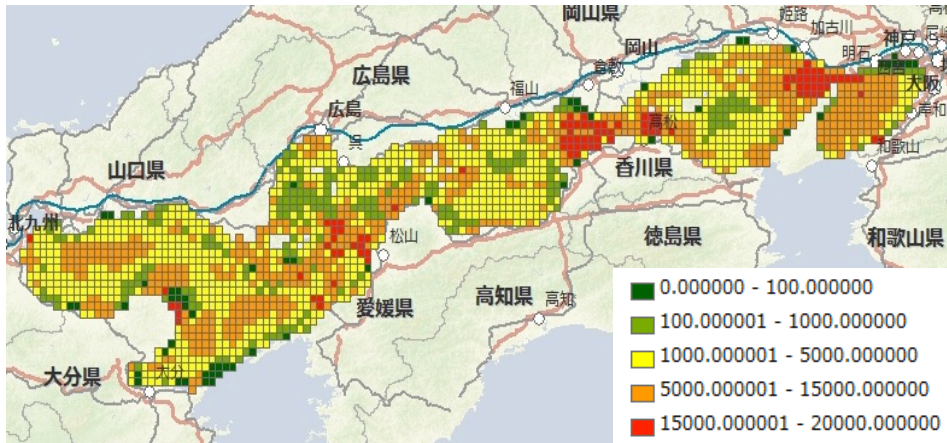 岡山県
姫路
加古川
神戸
岡山
明石
倉敷
広島県
福山
大阪
広島
岸和
高松
呉
和歌山
山口県
香川県
北九州
徳島県
和歌山県
松山
高知県
高知
愛媛県
大分県
大分
0.000000 - 100.000000
100.000001 - 1000.000000
1000.000001 - 5000.000000
5000.000001 - 15000.000000
15000.000001 - 20000.000000